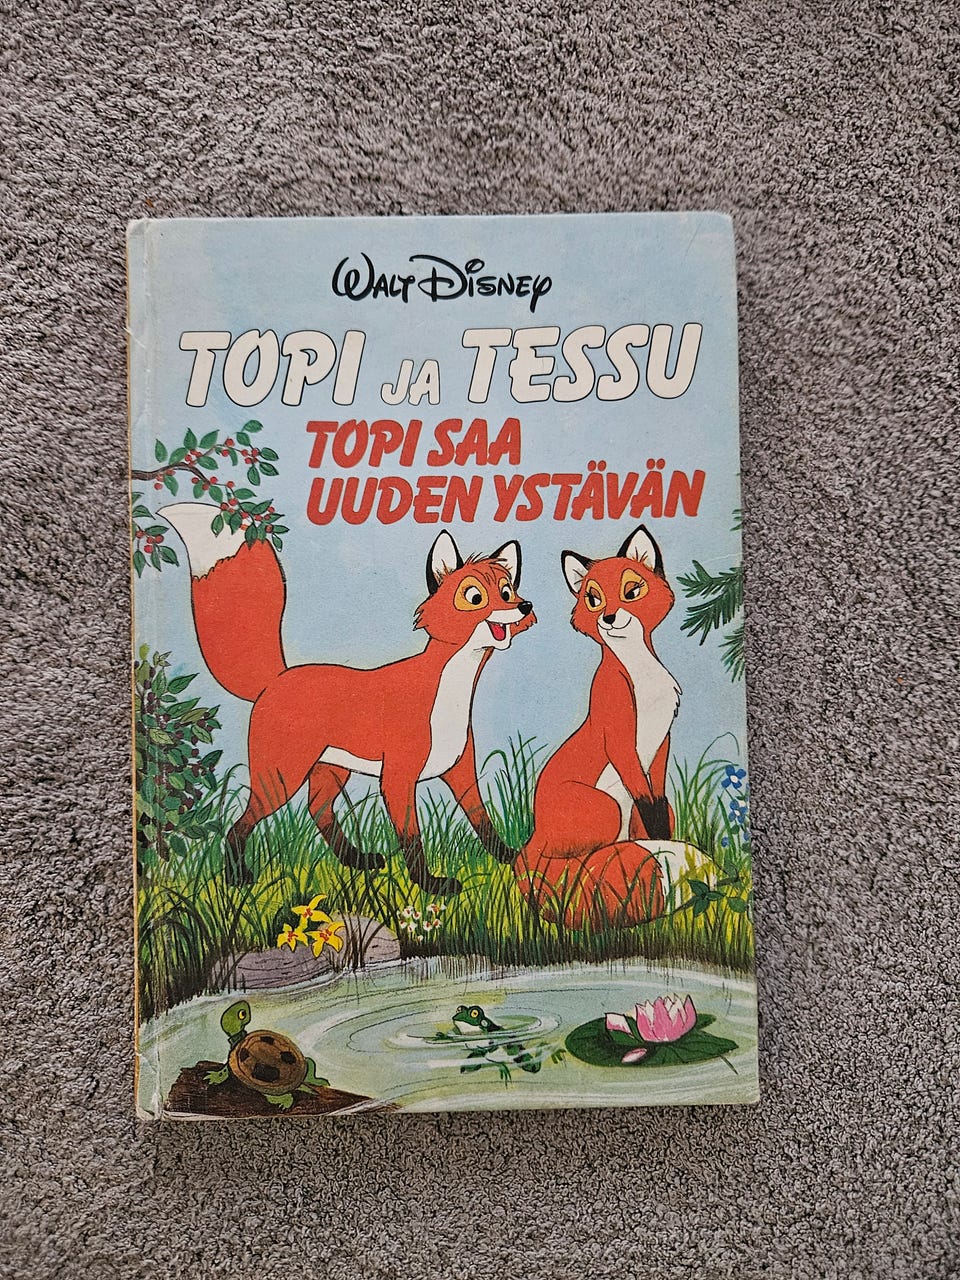 WALT DISNEY
TOPI JA TESSU
TOPI SAA
UUDEN YSTÄVÄN